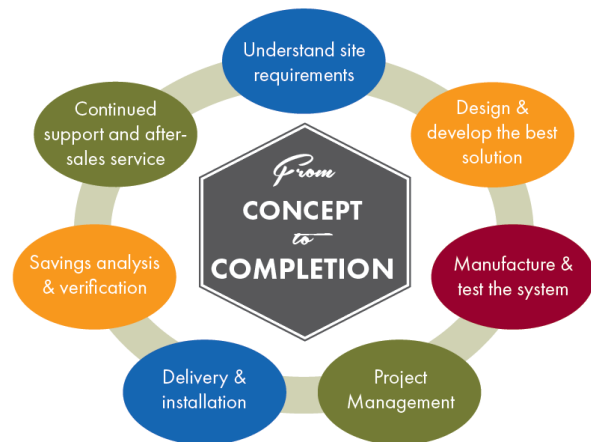 Understand site
requirements
Design &
develop the best
solution
Manufacture &
test the system
Project
Management
Delivery &
installation
Savings analysis
& verification
Continued
support and after-
sales service
From
CONCEPT
to
COMPLETION